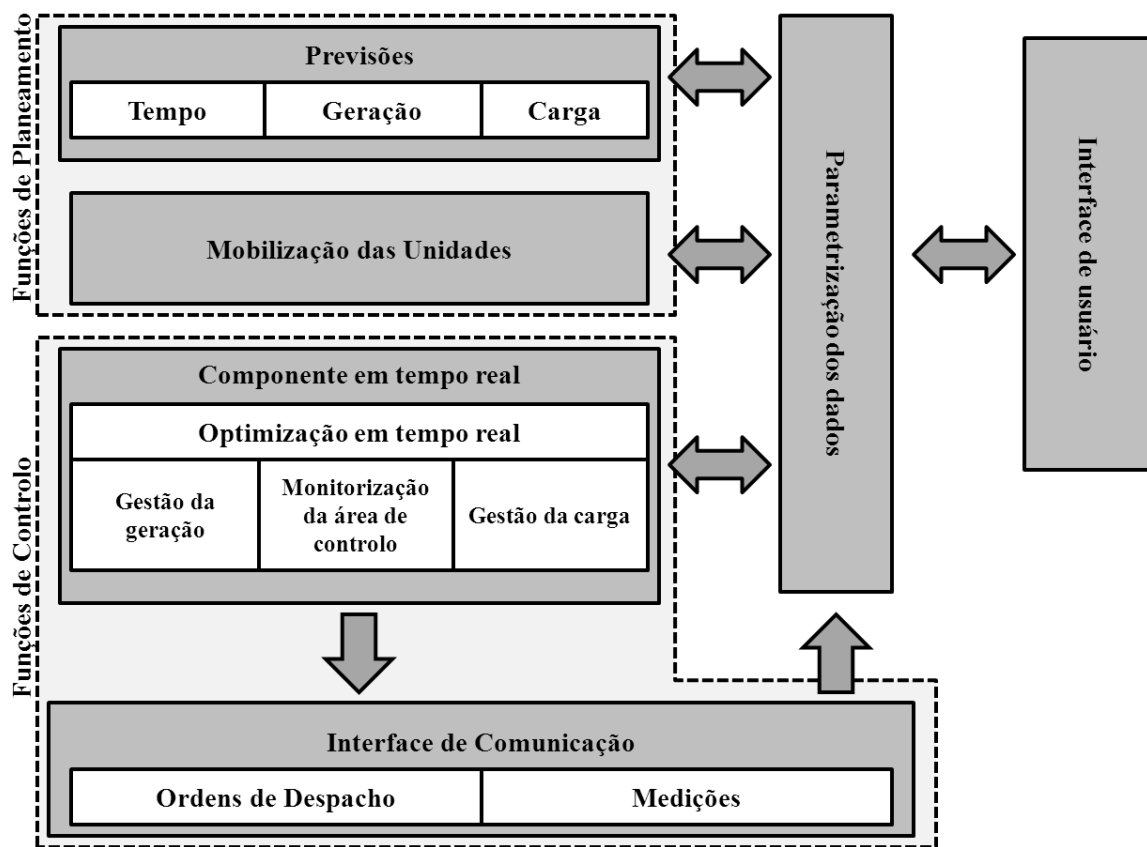 Funções de Planeamento
Previsões
Tempo
Geração
Carga
Mobilização das Unidades
Funções de Controlo
Componente em tempo real
Optimização em tempo real
Gestão da
geração
Monitorização
da área de
controlo
Gestão da carga
Interface de Comunicação
Ordens de Despacho
Medições
Parametrização dos dados
Interface de usuário